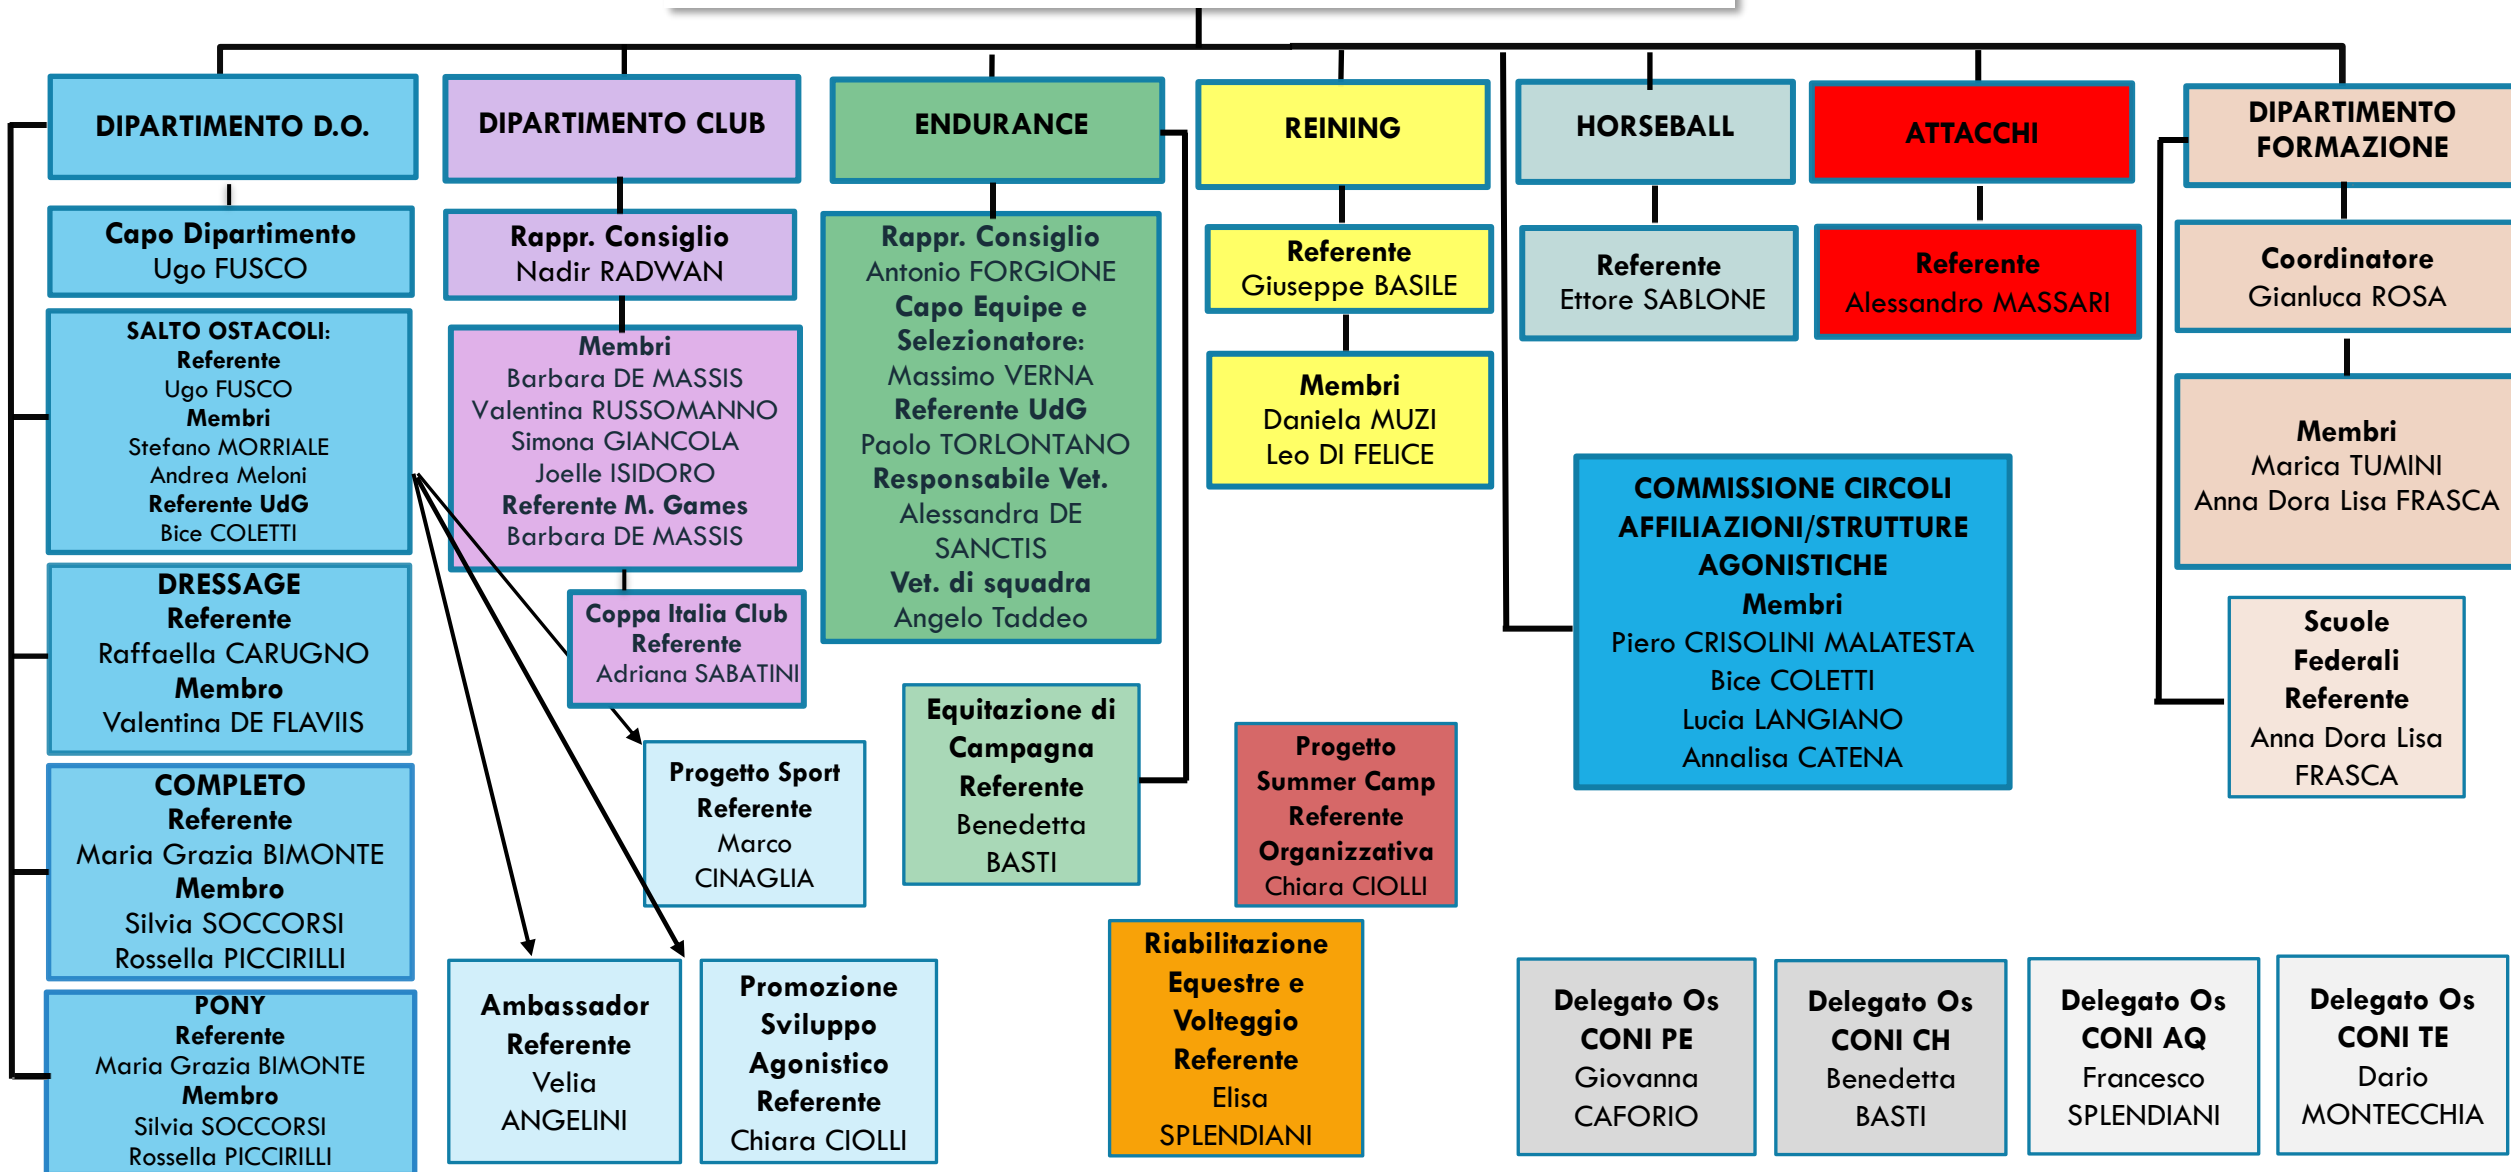 DIPARTIMENTO D.O.
Capo Dipartimento
Ugo FUSCO
SALTO OSTACOLI:
Referente
Ugo FUSCO
Membri
Stefano MORRIALE
Andrea Meloni
Referente UdG
Bice COLETTI
DRESSAGE
Referente
Raffaella CARUGNO
Membro
Valentina DE FLAVIIS
COMPLETO
Referente
Maria Grazia BIMONTE
Membro
Silvia SOCCORSI
Rossella PICCIRILLI
PONY
Referente
Maria Grazia BIMONTE
Membro
Silvia SOCCORSI
Rossella PICCIRILLI
DIPARTIMENTO CLUB
Rappr. Consiglio
Nadir RADWAN
Membri
Barbara DE MASSIS
Valentina RUSSOMANNO
Simona GIANCOLA
Joelle ISIDORO
Referente M. Games
Barbara DE MASSIS
Coppa Italia Club
Referente
Adriana SABATINI
Progetto Sport
Referente
Marco
CINAGLIA
Ambassador
Referente
Velia
ANGELINI
Promozione
Sviluppo
Agonistico
Referente
Chiara CIOLLI
ENDURANCE
Rappr. Consiglio
Antonio FORGIONE
Capo Equipe e
Selezionatore:
Massimo VERNA
Referente UdG
Paolo TORLONTANO
Responsabile Vet.
Alessandra DE
SANCTIS
Vet. di squadra
Angelo Taddeo
Equitazione di
Campagna
Referente
Benedetta
BASTI
REINING
Referente
Giuseppe BASILE
Membri
Daniela MUZI
Leo DI FELICE
Progetto
Summer Camp
Referente
Organizzativa
Chiara CIOLLI
Riabilitazione
Equestre e
Volteggio
Referente
Elisa
SPLENDIANI
HORSEBALL
Referente
Ettore SABLONE
ATTACCHI
Referente
Alessandro MASSARI
COMMISSIONE CIRCOLI
AFFILIAZIONI/STRUTTURE
AGONISTICHE
Membri
Piero CRISOLINI MALATESTA
Bice COLETTI
Lucia LANGIANO
Annalisa CATENA
DIPARTIMENTO
FORMAZIONE
Coordinatore
Gianluca ROSA
Membri
Marica TUMINI
Anna Dora Lisa FRASCA
Scuole
Federali
Referente
Anna Dora Lisa
FRASCA
Delegato Os
CONI PE
Giovanna
CAFORIO
Delegato Os
CONI CH
Benedetta
BASTI
Delegato Os
CONI AQ
Francesco
SPLENDIANI
Delegato Os
CONI TE
Dario
MONTECCHIA